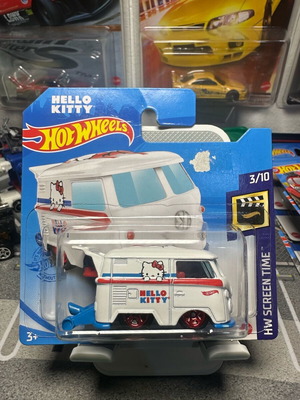 HELLO
KITTY
HOT WHEELS
3/10
HW SCREEN TIME
HELLO
KITTY
3+